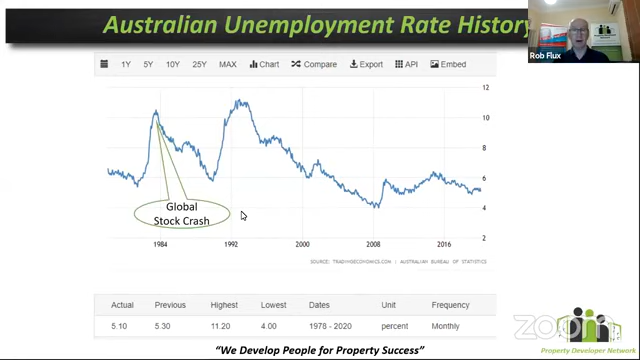 Australian Unemployment Rate History
Rob Flux
1Y 5Y 10Y 25Y MAX Chart Compare Export API Embed
12
10
8
6
4
2
Global
Stock Crash
1984 1992 2000 2008 2016
SOURCE: TRADINGECONOMICS.COM | AUSTRALIAN BUREAU OF STATISTICS
Actual Previous Highest Lowest Dates Unit Frequency
5.10 5.30 11.20 4.00 1978 - 2020 percent Monthly
zoom
“We Develop People for Property Success”
Property Developer Network